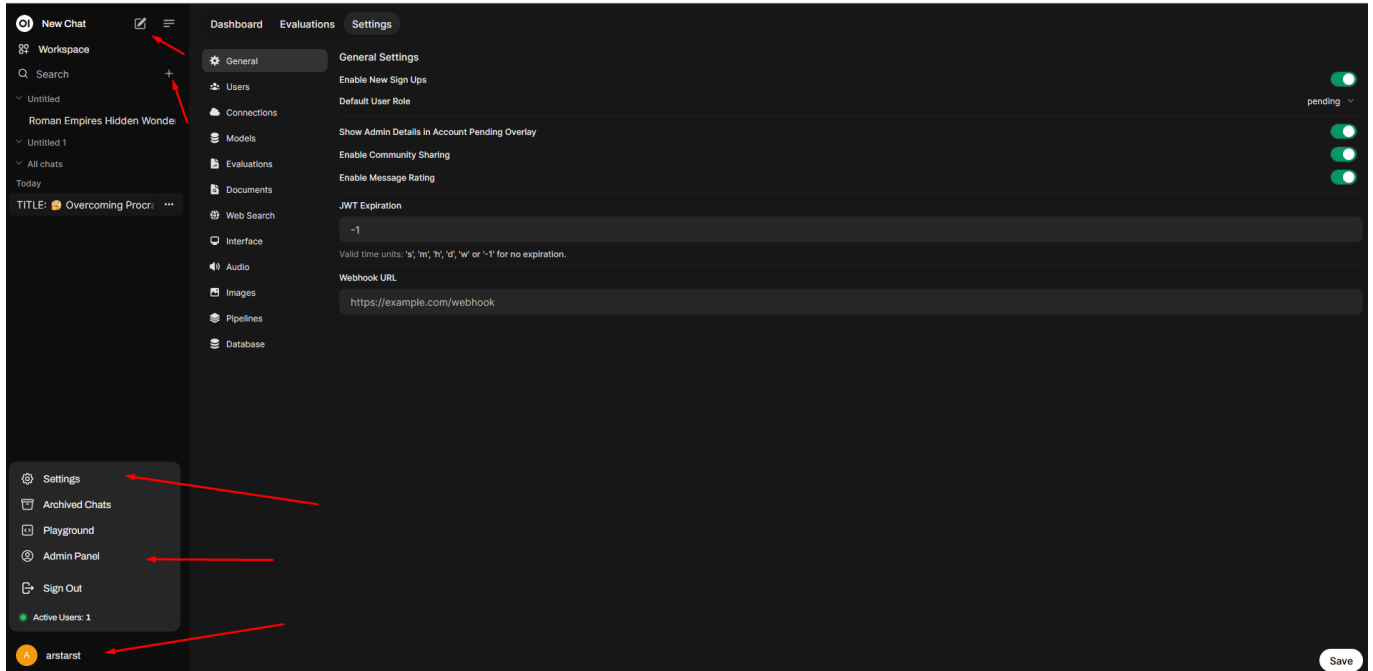 OI New Chat
Workspace
Search
Untitled
Roman Empires Hidden Wonde
Untitled 1
All chats
Today
TITLE: 🤔 Overcoming Procra
Settings
Archived Chats
Playground
Admin Panel
Sign Out
Active Users: 1
A arstarst
Dashboard Evaluations Settings
General
Users
Connections
Models
Evaluations
Documents
Web Search
Interface
Audio
Images
Pipelines
Database
General Settings
Enable New Sign Ups
Default User Role pending
Show Admin Details in Account Pending Overlay
Enable Community Sharing
Enable Message Rating
JWT Expiration
-1
Valid time units: 's', 'm', 'h', 'd', 'w' or '-1' for no expiration.
Webhook URL
https://example.com/webhook
Save